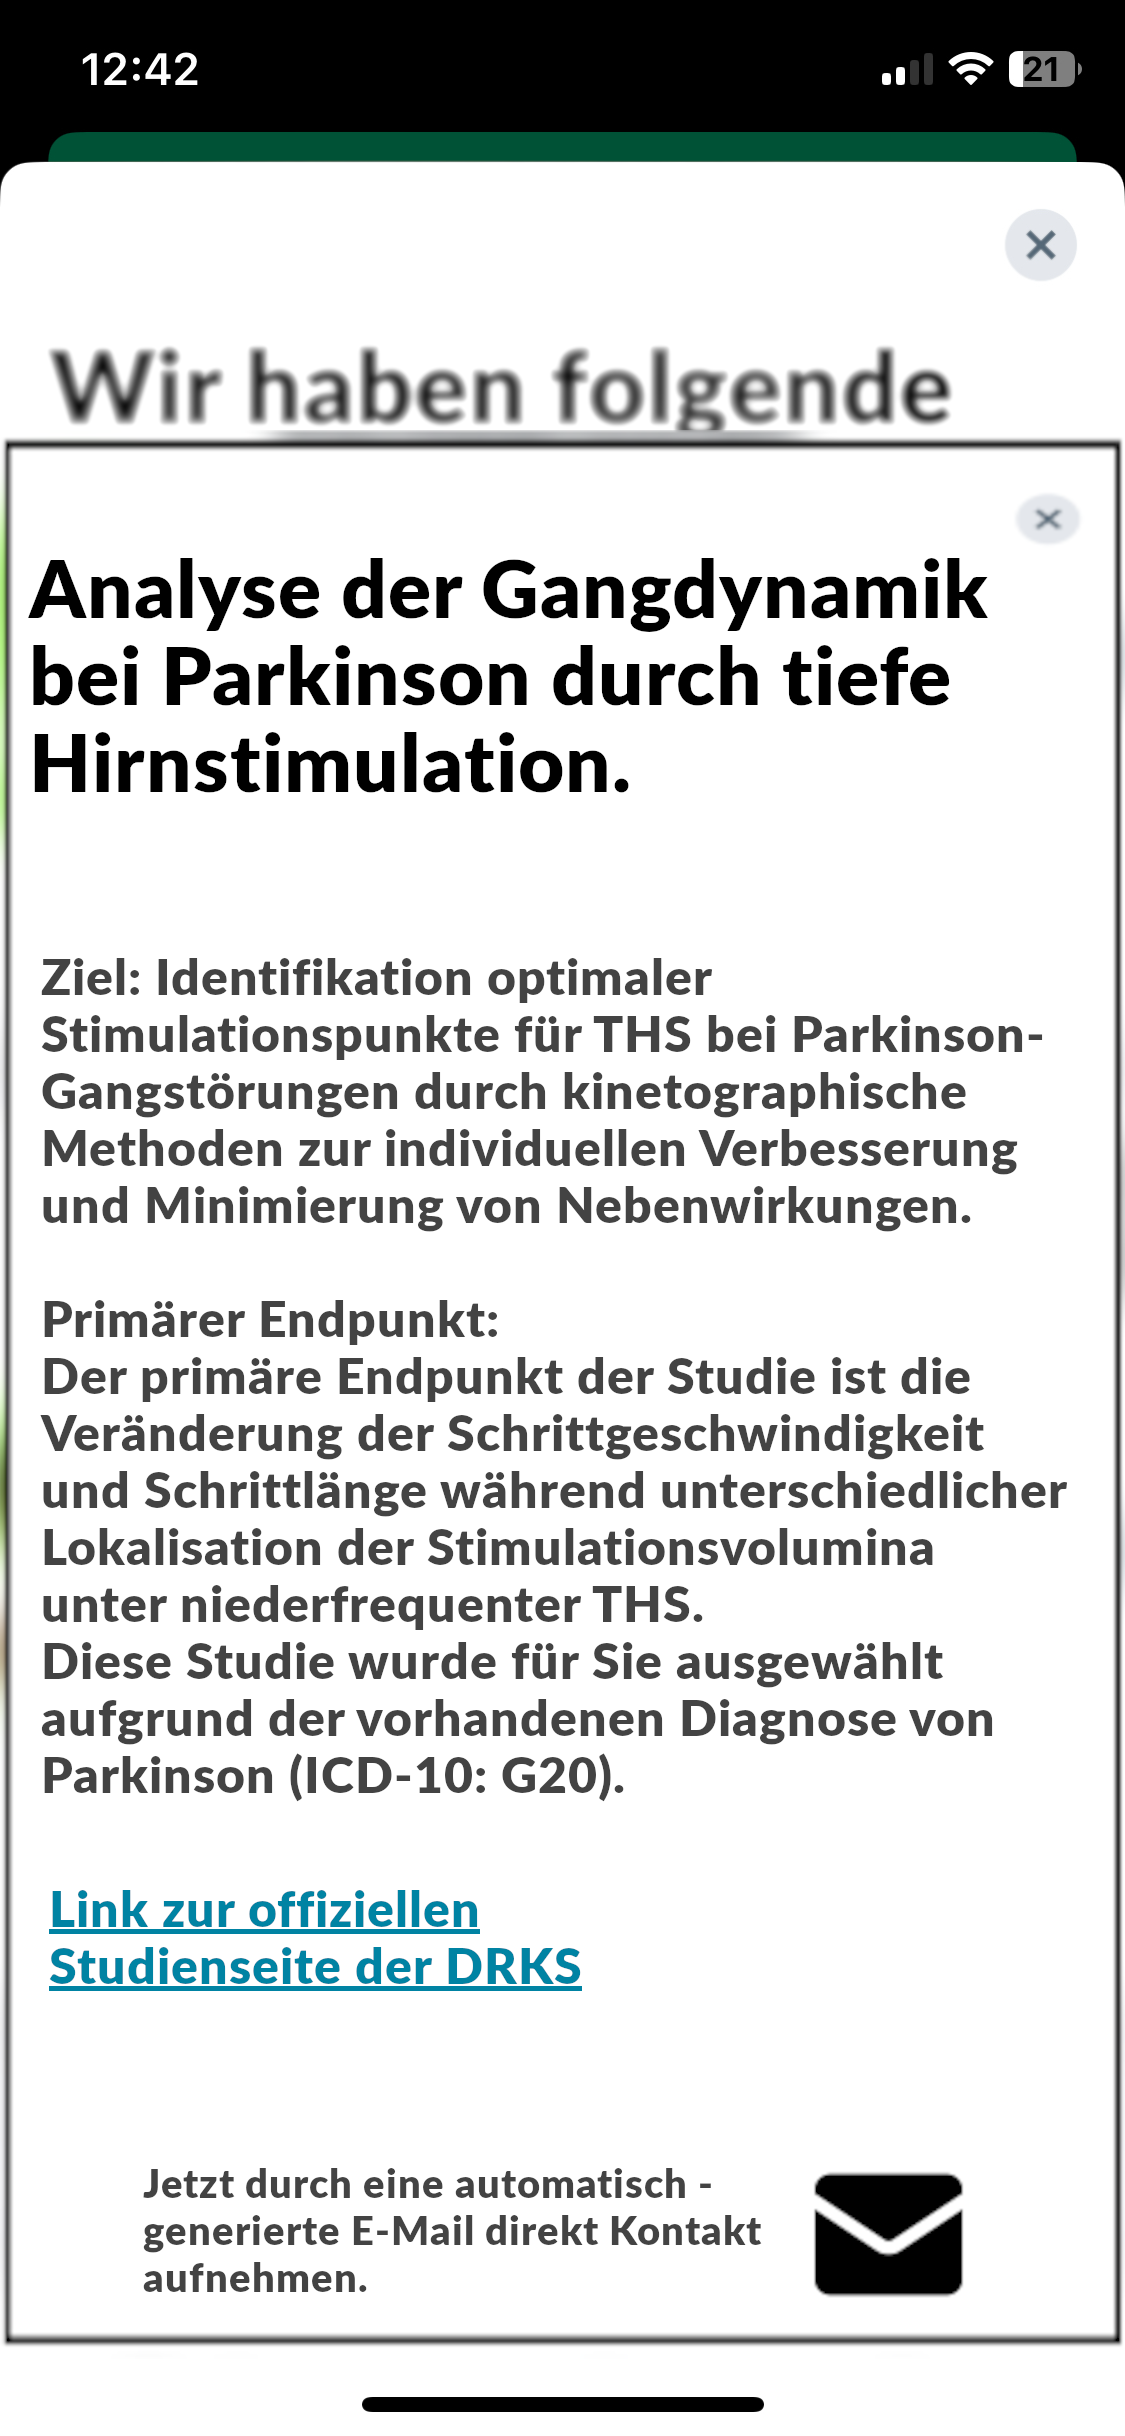 12:42
21
Wir haben folgende
Analyse der Gangdynamik
bei Parkinson durch tiefe
Hirnstimulation.
Ziel: Identifikation optimaler
Stimulationspunkte für THS bei Parkinson-
Gangstörungen durch kinetographische
Methoden zur individuellen Verbesserung
und Minimierung von Nebenwirkungen.
Primärer Endpunkt:
Der primäre Endpunkt der Studie ist die
Veränderung der Schrittgeschwindigkeit
und Schrittlänge während unterschiedlicher
Lokalisation der Stimulationsvolumina
unter niederfrequenter THS.
Diese Studie wurde für Sie ausgewählt
aufgrund der vorhandenen Diagnose von
Parkinson (ICD-10: G20).
Link zur offiziellen
Studienseite der DRKS
Jetzt durch eine automatisch -
generierte E-Mail direkt Kontakt
aufnehmen.